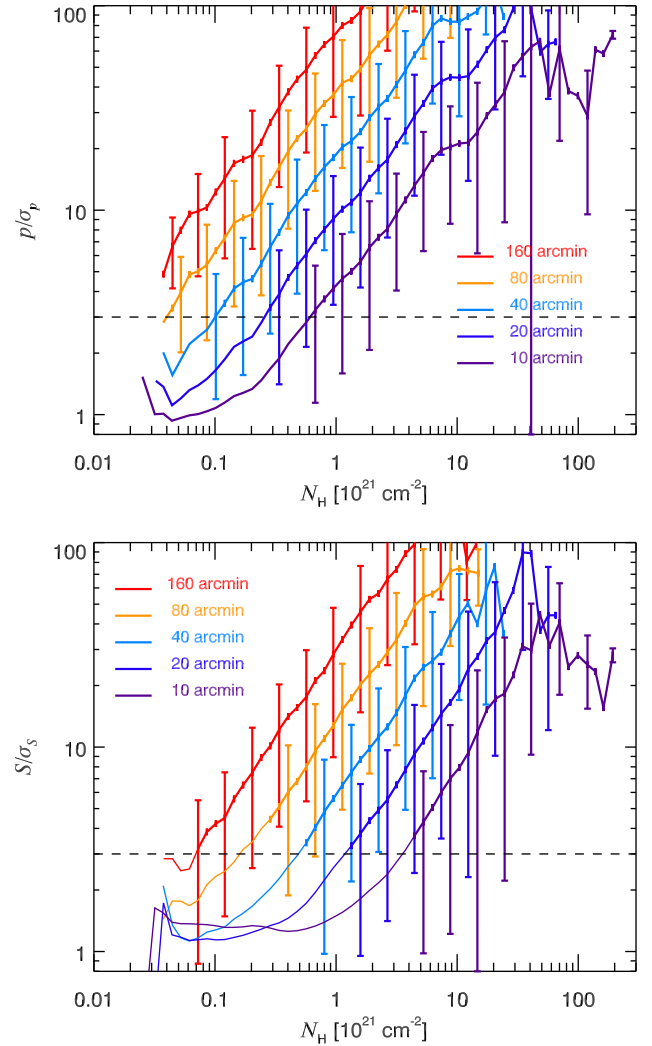 100
10
1
p/σp
160 arcmin
80 arcmin
40 arcmin
20 arcmin
10 arcmin
0.01 0.1 1 10 100
NH [10^21 cm^-2]
100
10
1
S/σS
160 arcmin
80 arcmin
40 arcmin
20 arcmin
10 arcmin
0.01 0.1 1 10 100
NH [10^21 cm^-2]